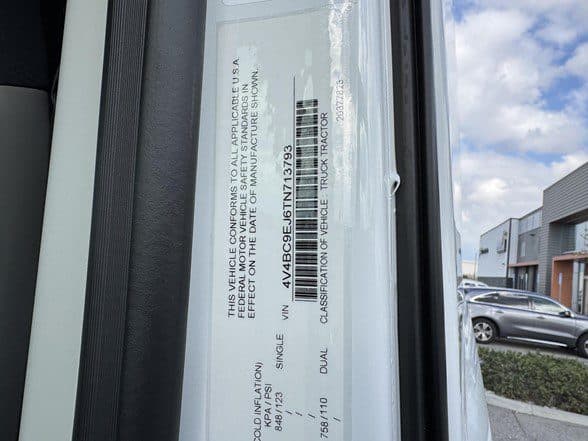 THIS VEHICLE CONFORMS TO ALL APPLICABLE U.S.A.
FEDERAL MOTOR VEHICLE SAFETY STANDARDS IN
EFFECT ON THE DATE OF MANUFACTURE SHOWN.
VIN 4V4BC9EJ6TN713793
CLASSIFICATION OF VEHICLE: TRUCK TRACTOR
20377823
COLD INFLATION)
KPA / PSI
848/123 SINGLE
/
/
758/110 DUAL
/